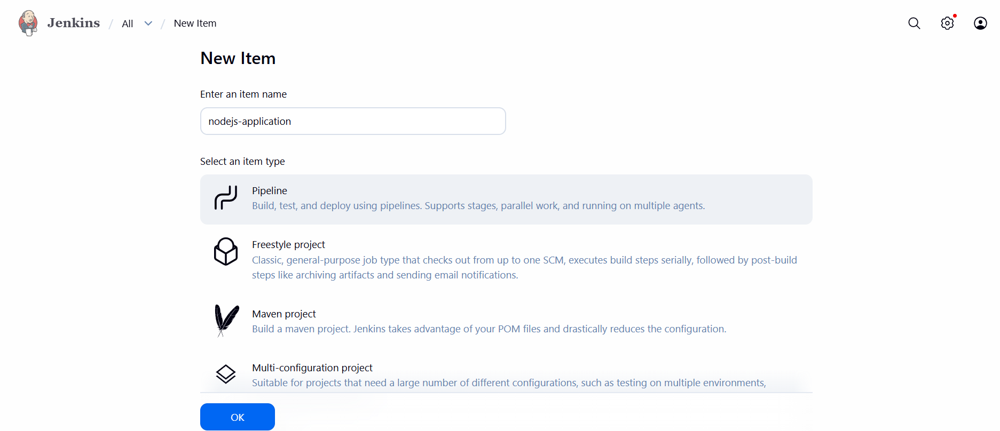 Jenkins / All / New Item
New Item
Enter an item name
nodejs-application
Select an item type
Pipeline
Build, test, and deploy using pipelines. Supports stages, parallel work, and running on multiple agents.
Freestyle project
Classic, general-purpose job type that checks out from up to one SCM, executes build steps serially, followed by post-build
steps like archiving artifacts and sending email notifications.
Maven project
Build a maven project. Jenkins takes advantage of your POM files and drastically reduces the configuration.
Multi-configuration project
Suitable for projects that need a large number of different configurations, such as testing on multiple environments,
OK